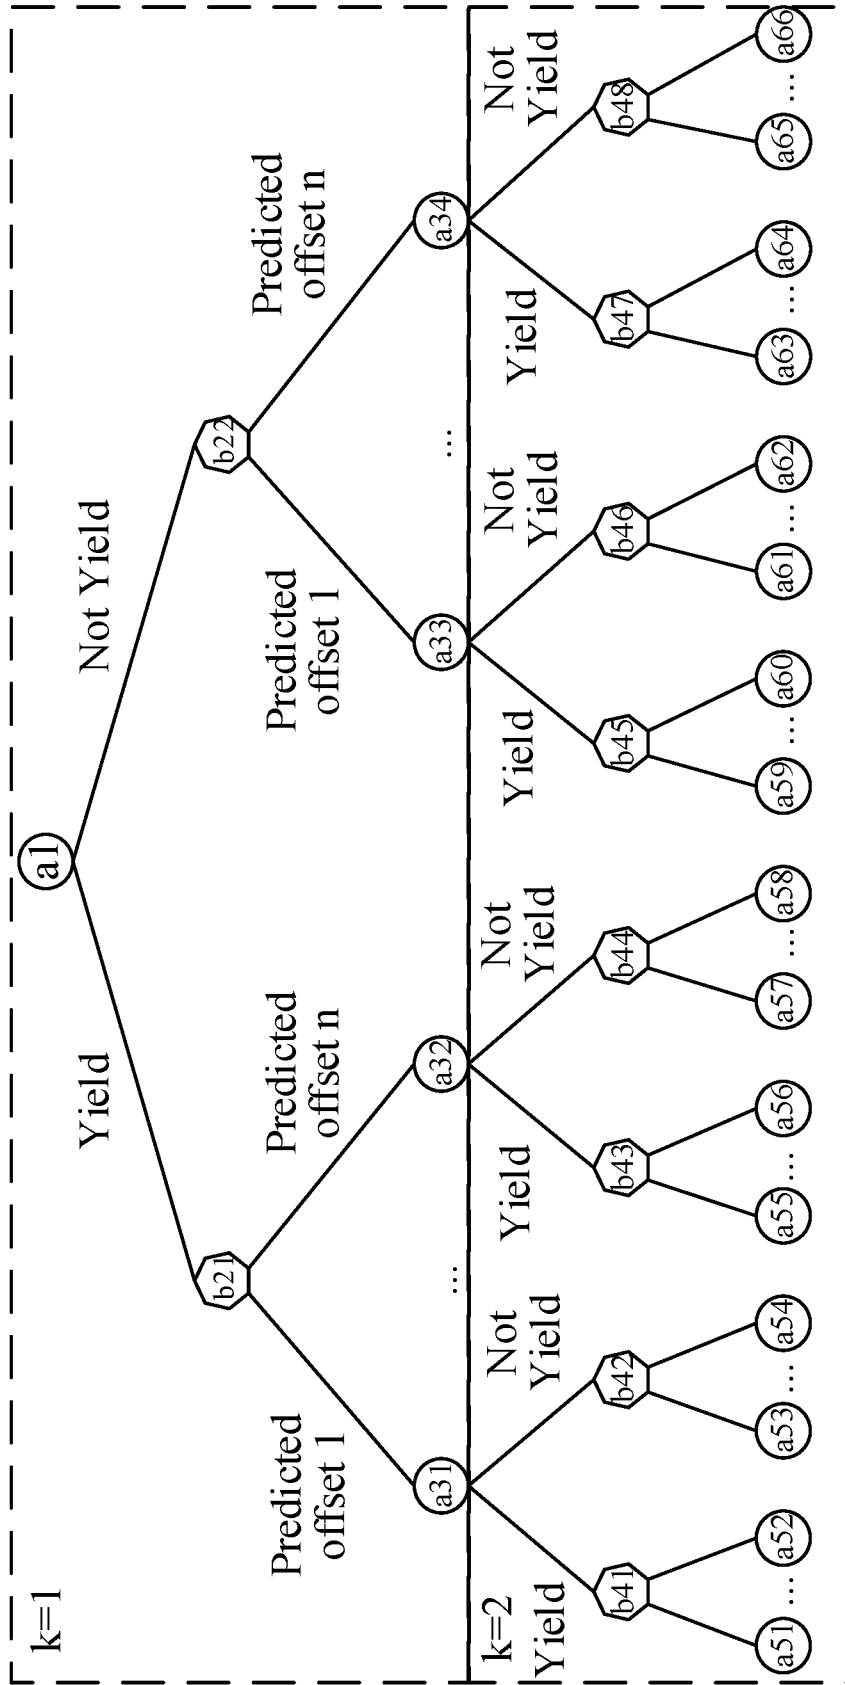 k=1
a1
Yield
Not Yield
b21
b22
Predicted
offset 1
Predicted
offset n
Predicted
offset 1
Predicted
offset n
a31
...
a32
a33
...
a34
k=2
Yield
Not
Yield
Yield
Not
Yield
Yield
Not
Yield
Yield
Not
Yield
b41
b42
b43
b44
b45
b46
b47
b48
a51
...
a52
a53
...
a54
a55
...
a56
a57
...
a58
a59
...
a60
a61
...
a62
a63
...
a64
a65
...
a66